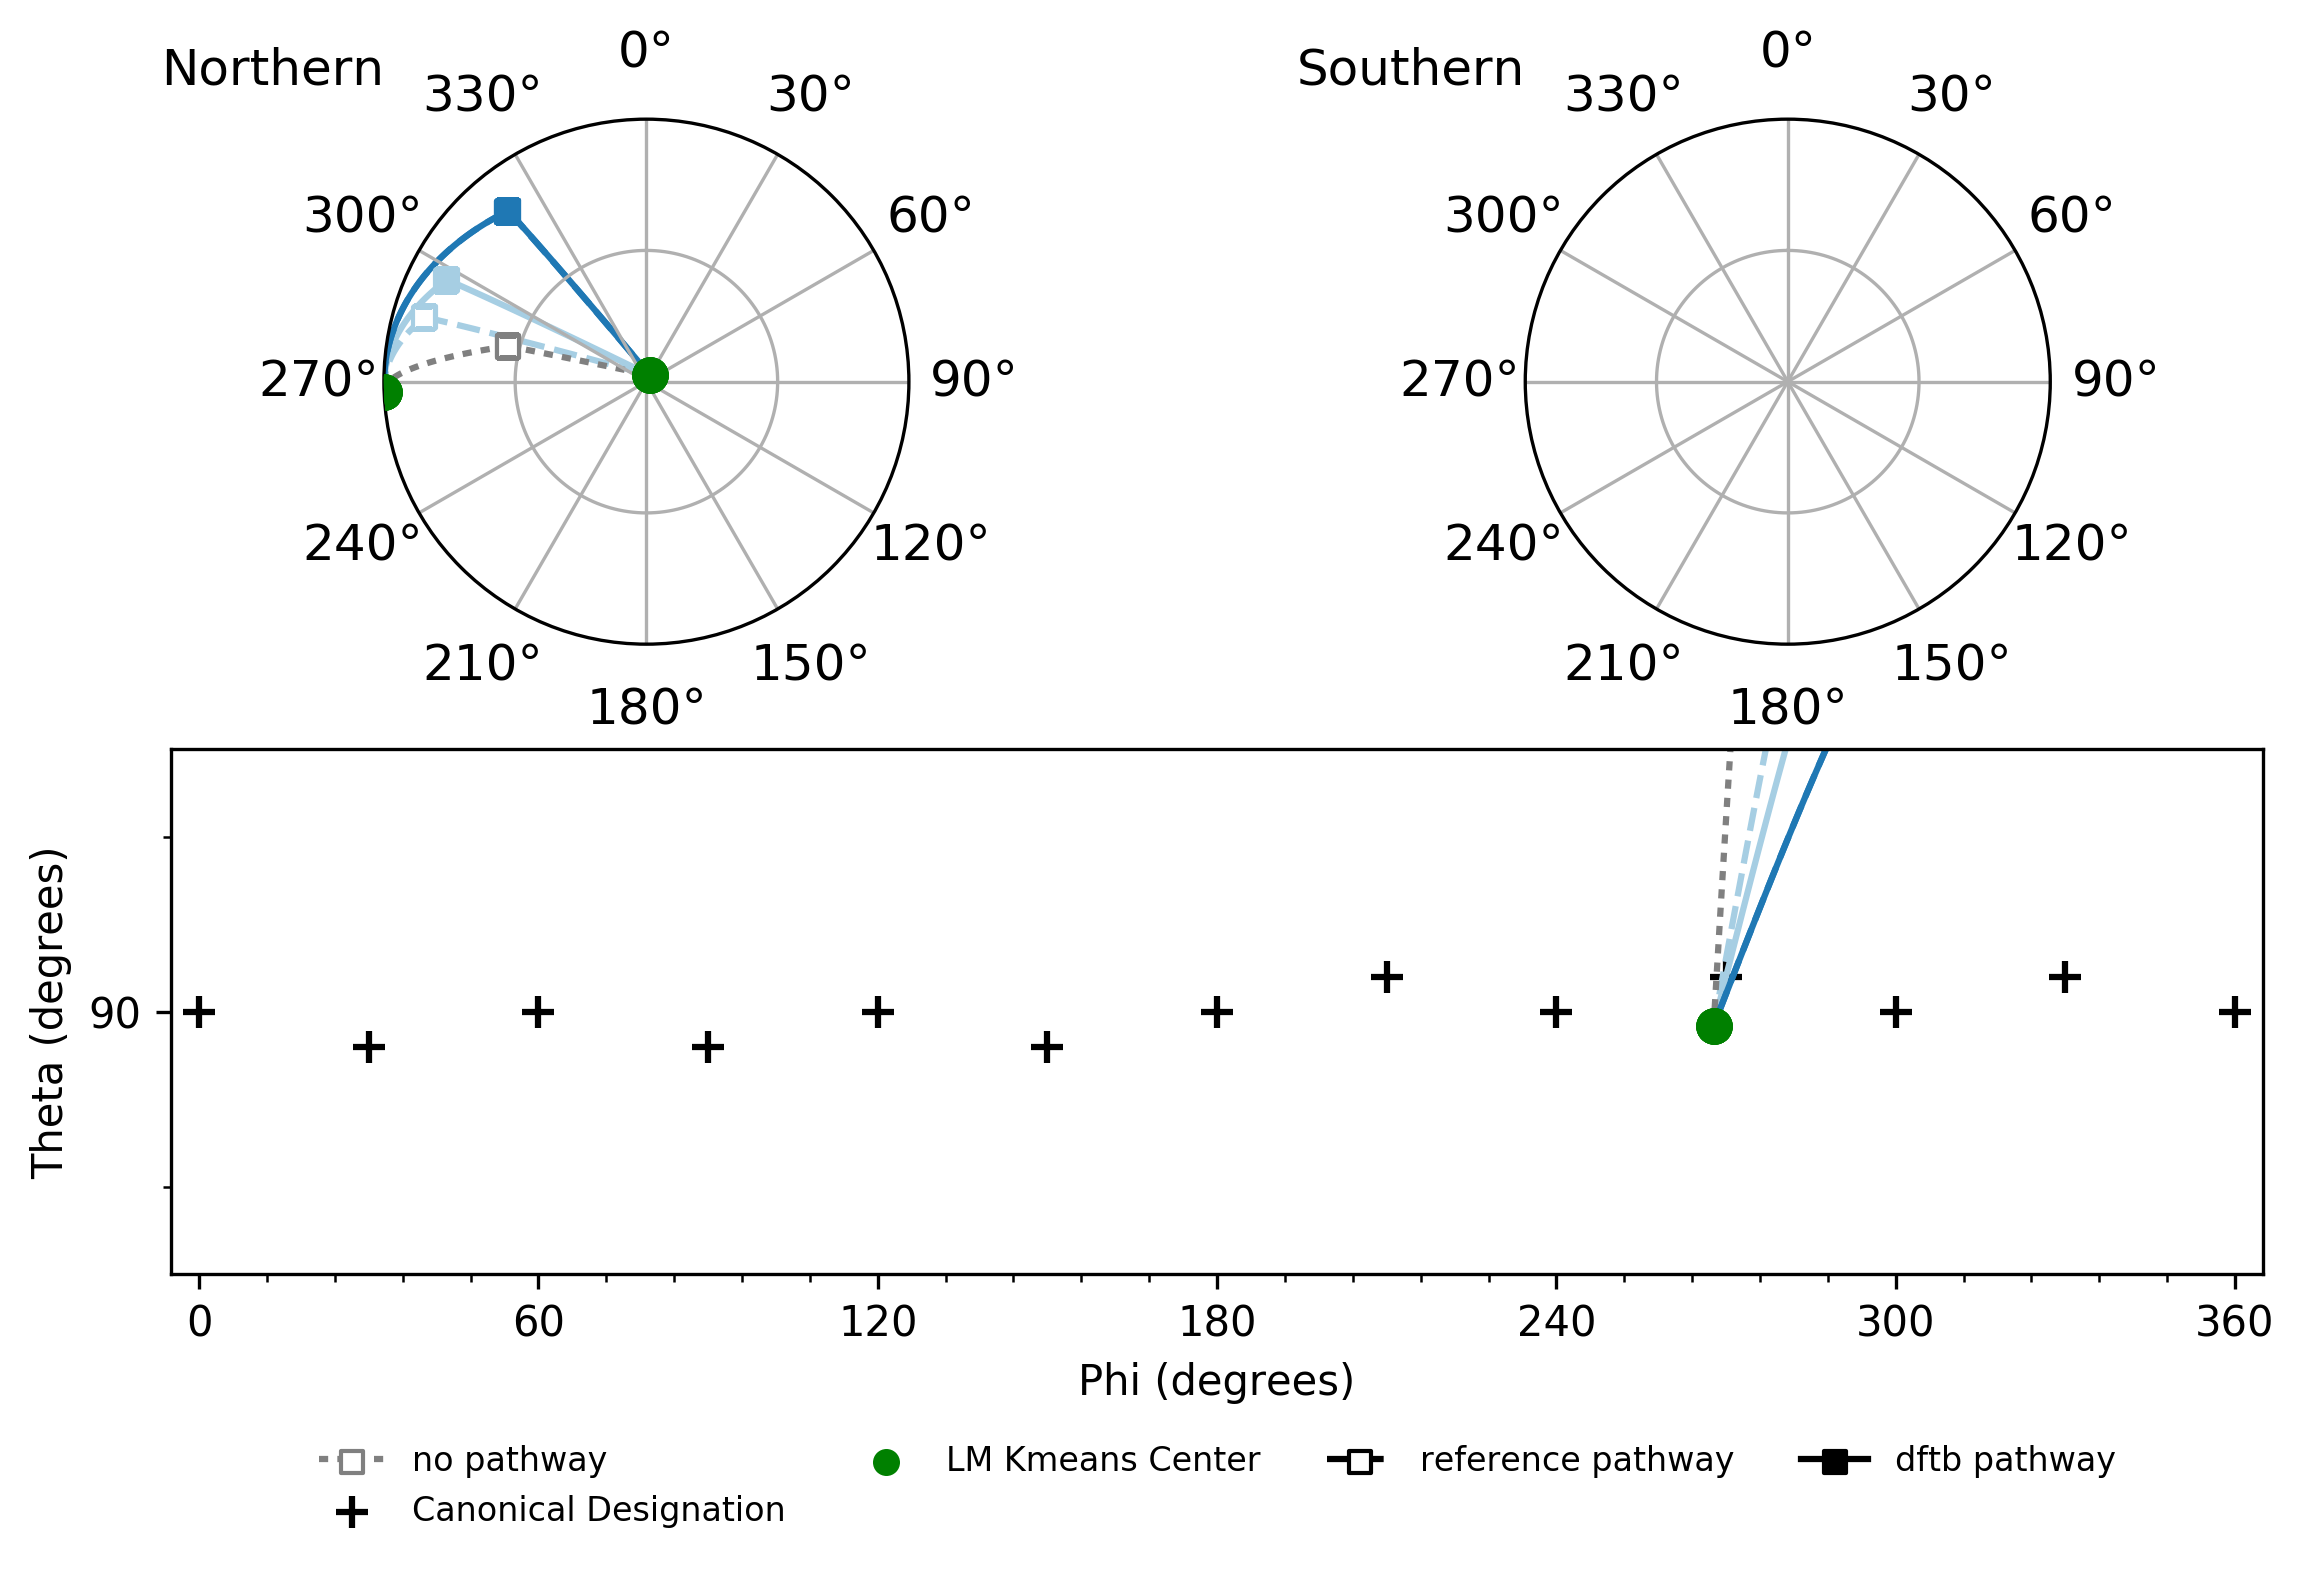 Northern
0°
330°
30°
300°
60°
270°
90°
240°
120°
210°
150°
180°
Southern
0°
330°
30°
300°
60°
270°
90°
240°
120°
210°
150°
180°
Theta (degrees)
90
0 60 120 180 240 300 360
Phi (degrees)
no pathway
Canonical Designation
LM Kmeans Center
reference pathway
dftb pathway